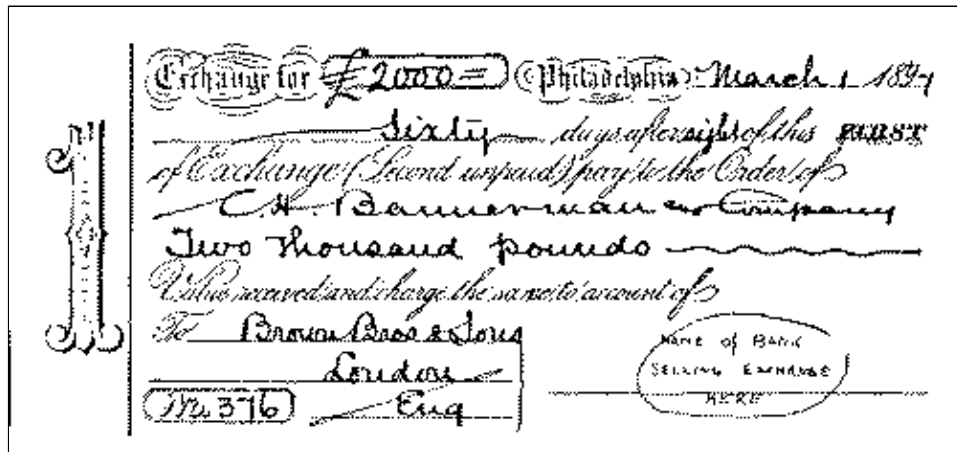 Exchange for £2000= Philadelphia March 1 1897
Sixty days after sight of this FIRST
of Exchange (Second unpaid) pay to the Order of
C.H. Bannerman and Company
Two thousand pounds
Value received and charge the same to account of
To Brown Bros & Sons
London
No 376 Eng
NAME OF BANK
SELLING EXCHANGE
HERE